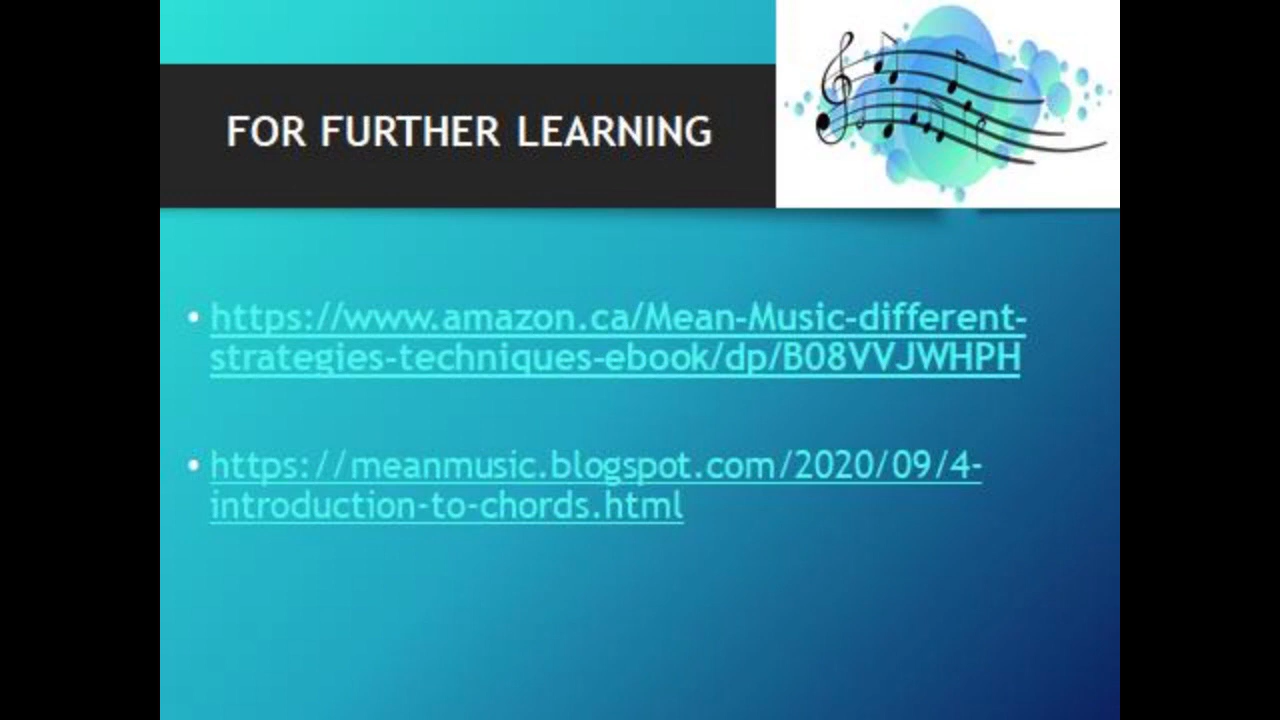 FOR FURTHER LEARNING
• https://www.amazon.ca/Mean-Music-different-
strategies-techniques-ebook/dp/B08VVJWHPH
• https://meanmusic.blogspot.com/2020/09/4-
introduction-to-chords.html